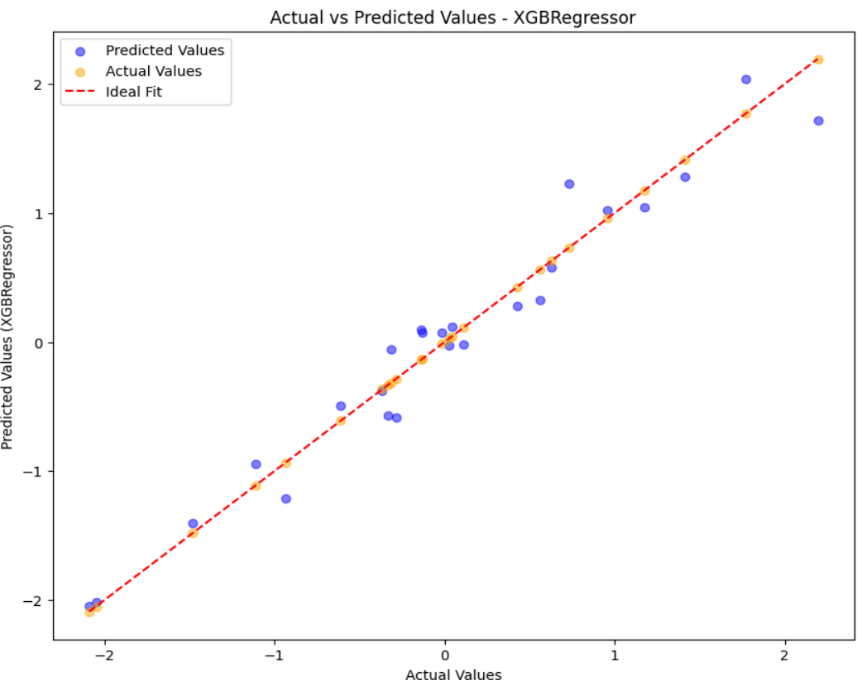 Actual vs Predicted Values - XGBRegressor
Predicted Values
Actual Values
Ideal Fit
Predicted Values (XGBRegressor)
2
1
0
−1
−2
−2
−1
0
1
2
Actual Values